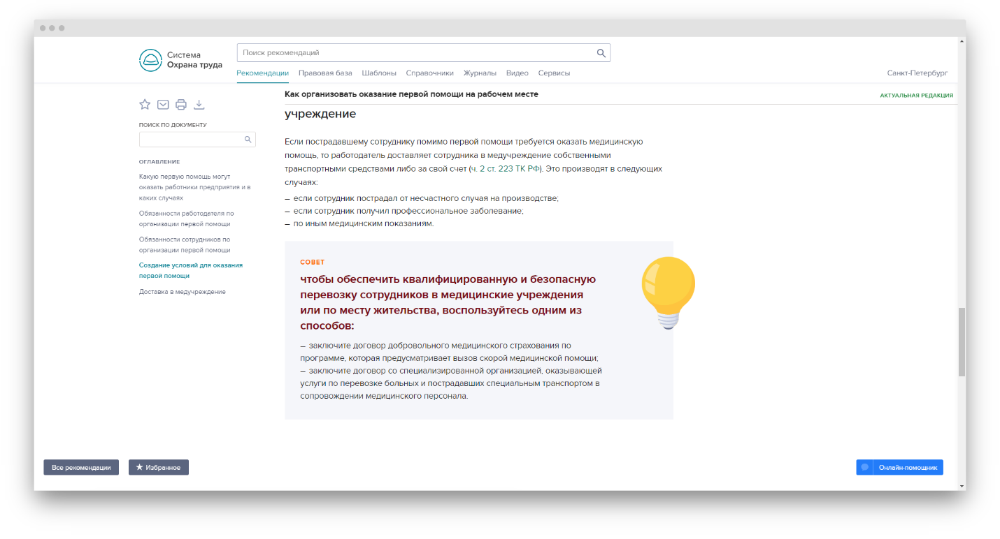 Система
Охрана труда
Поиск рекомендаций
Рекомендации Правовая база Шаблоны Справочники Журналы Видео Сервисы
Санкт-Петербург
Как организовать оказание первой помощи на рабочем месте
АКТУАЛЬНАЯ РЕДАКЦИЯ
ПОИСК ПО ДОКУМЕНТУ
ОГЛАВЛЕНИЕ
Какую первую помощь могут
оказать работники предприятия и в
каких случаях
Обязанности работодателя по
организации первой помощи
Обязанности сотрудников по
организации первой помощи
Создание условий для оказания
первой помощи
Доставка в медучреждение
учреждение
Если пострадавшему сотруднику помимо первой помощи требуется оказать медицинскую
помощь, то работодатель доставляет сотрудника в медучреждение собственными
транспортными средствами либо за свой счет (ч. 2 ст. 223 ТК РФ). Это производят в следующих
случаях:
– если сотрудник пострадал от несчастного случая на производстве;
– если сотрудник получил профессиональное заболевание;
– по иным медицинским показаниям.
СОВЕТ
чтобы обеспечить квалифицированную и безопасную
перевозку сотрудников в медицинские учреждения
или по месту жительства, воспользуйтесь одним из
способов:
– заключите договор добровольного медицинского страхования по
программе, которая предусматривает вызов скорой медицинской помощи;
– заключите договор со специализированной организацией, оказывающей
услуги по перевозке больных и пострадавших специальным транспортом в
сопровождении медицинского персонала.
Все рекомендации
Избранное
Онлайн-помощник